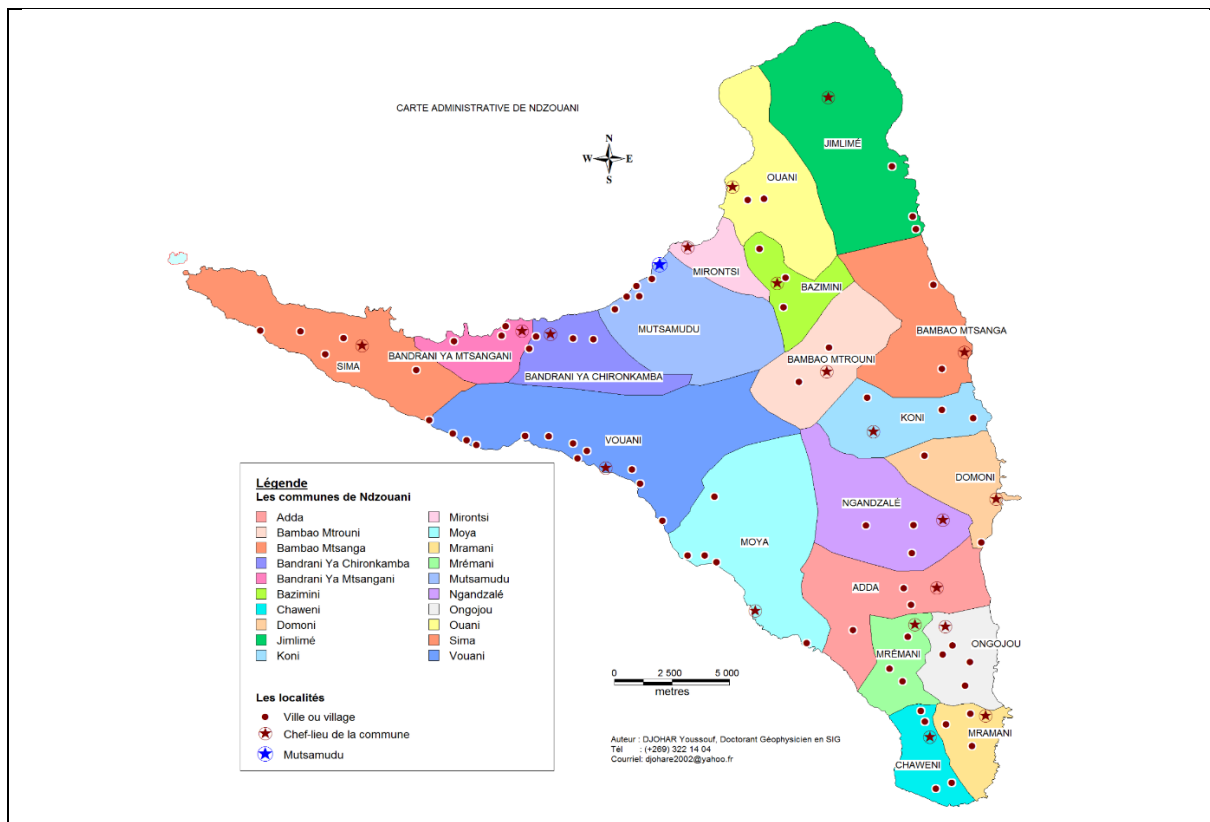 CARTE ADMINISTRATIVE DE NDZOUANI
N
W E
S
JIMLIMÉ
OUANI
MIRONTSI
BAZIMINI
MUTSAMUDU
BAMBAO MTSANGA
BAMBAO MTROUNI
BANDRANI YA MTSANGANI
SIMA
BANDRANI YA CHIRONKAMBA
KONI
VOUANI
DOMONI
NGANDZALÉ
MOYA
ADDA
ONGOJOU
MRÉMANI
MRAMANI
CHAWENI
Légende
Les communes de Ndzouani
Adda
Bambao Mtrouni
Bambao Mtsanga
Bandrani Ya Chironkamba
Bandrani Ya Mtsangani
Bazimini
Chaweni
Domoni
Jimlimé
Koni
Mirontsi
Moya
Mramani
Mrémani
Mutsamudu
Ngandzalé
Ongojou
Ouani
Sima
Vouani
Les localités
Ville ou village
Chef-lieu de la commune
Mutsamudu
0 2 500 5 000
metres
Auteur : DJOHAR Youssouf, Doctorant Géophysicien en SIG
Tél : (+269) 322 14 04
Courriel: djohare2002@yahoo.fr